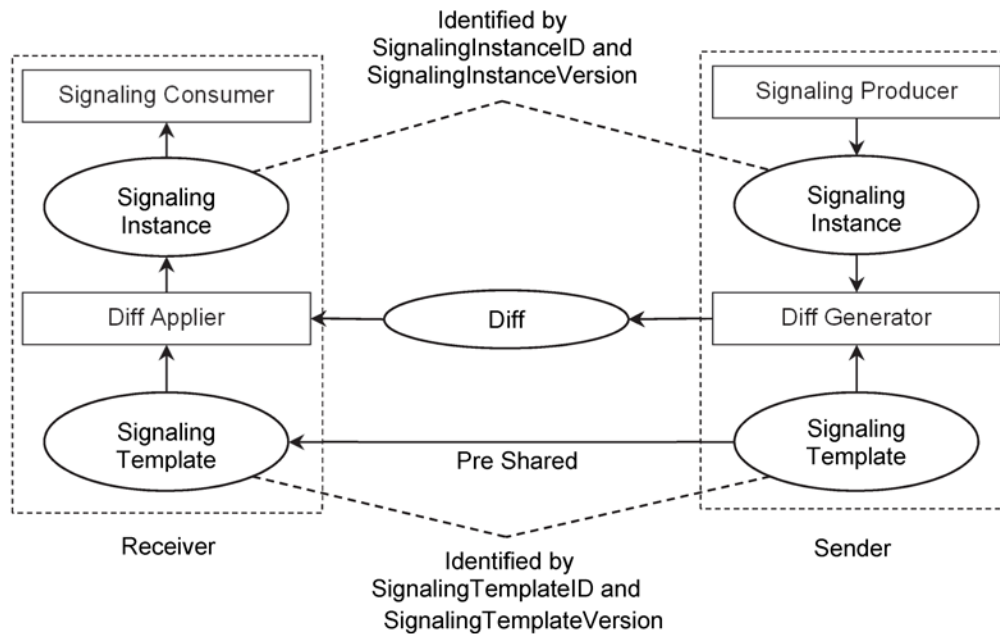 Identified by
SignalingInstanceID and
SignalingInstanceVersion
Signaling Consumer
Signaling Producer
Signaling
Instance
Signaling
Instance
Diff Applier
Diff
Diff Generator
Signaling
Template
Pre Shared
Signaling
Template
Receiver
Sender
Identified by
SignalingTemplateID and
SignalingTemplateVersion